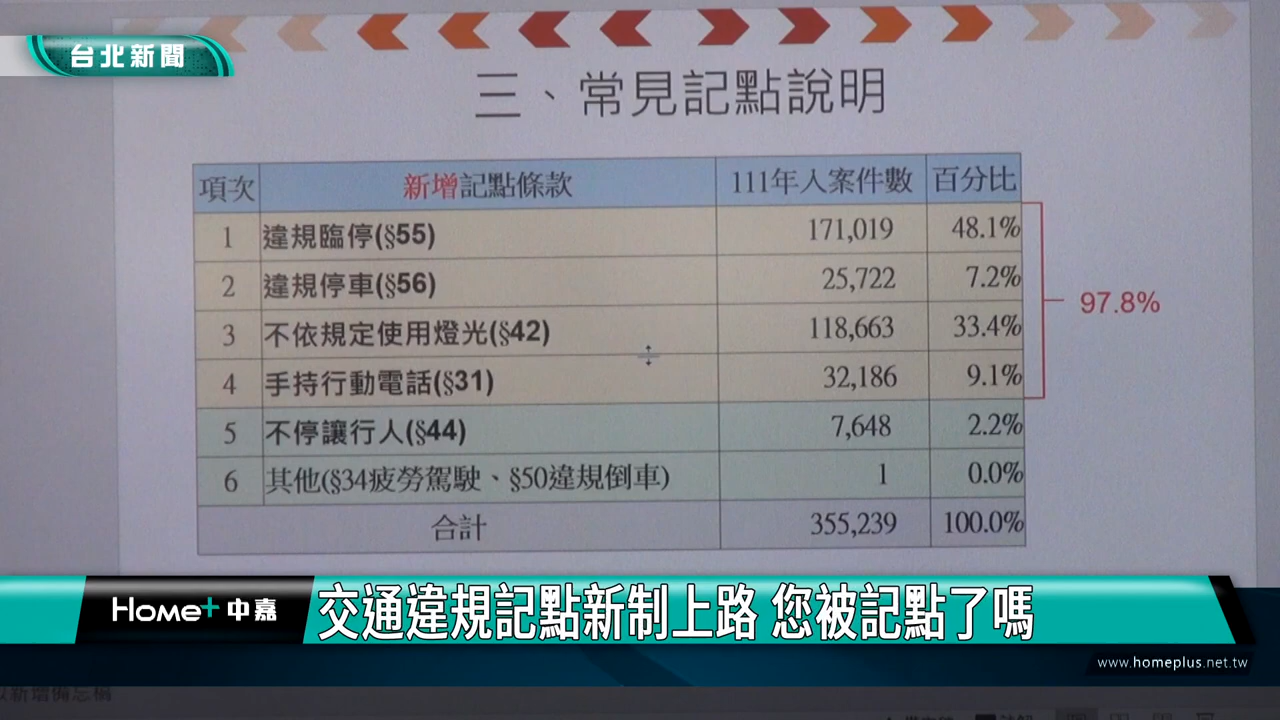 台北新聞
三、常見記點說明
項次 新增記點條款 111年入案件數 百分比
1 違規臨停(§55) 171,019 48.1%
2 違規停車(§56) 25,722 7.2%
3 不依規定使用燈光(§42) 118,663 33.4%
4 手持行動電話(§31) 32,186 9.1%
97.8%
5 不停讓行人(§44) 7,648 2.2%
6 其他(§34疲勞駕駛、§50違規倒車) 1 0.0%
合計 355,239 100.0%
Home+ 中嘉 交通違規記點新制上路 您被記點了嗎
www.homeplus.net.tw
新增備忘稿